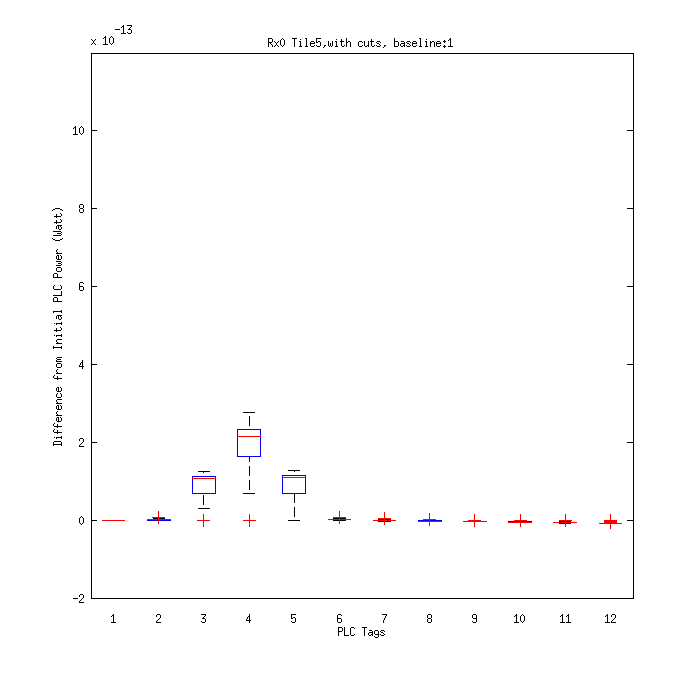 x 10^-13
Rx0 Tile5,with cuts, baseline:1
Difference from Initial PLC Power (Watt)
10
8
6
4
2
0
-2
1 2 3 4 5 6 7 8 9 10 11 12
PLC Tags